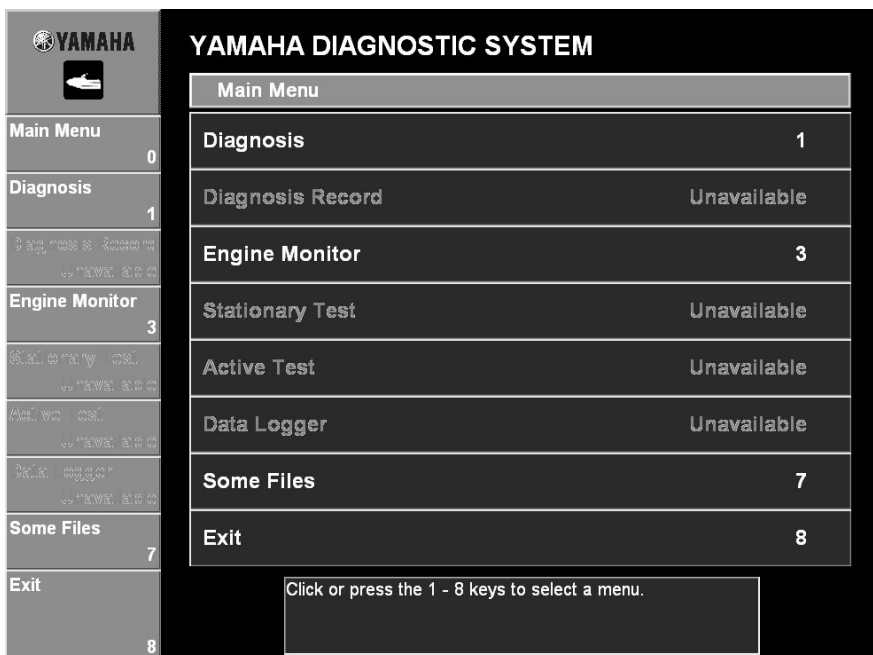 YAMAHA
YAMAHA DIAGNOSTIC SYSTEM
Main Menu
Main Menu
0
Diagnosis
1
Engine Monitor
3
Some Files
7
Exit
8
Diagnosis 1
Diagnosis Record Unavailable
Engine Monitor 3
Stationary Test Unavailable
Active Test Unavailable
Data Logger Unavailable
Some Files 7
Exit 8
Click or press the 1 - 8 keys to select a menu.